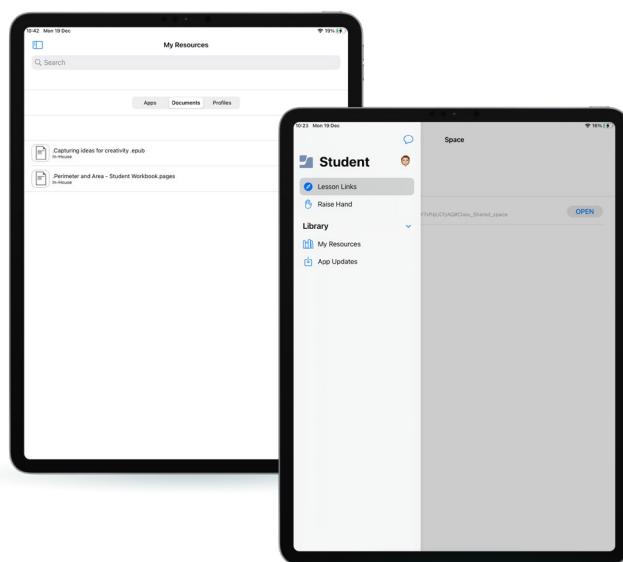 10:42 Mon 19 Dec
19%
My Resources
Search
Apps Documents Profiles
.Capturing ideas for creativity .epub
In-House
.Perimeter and Area - Student Workbook.pages
In-House
10:23 Mon 19 Dec
16%
Space
Student
Lesson Links
Raise Hand
OPEN
Library
My Resources
App Updates